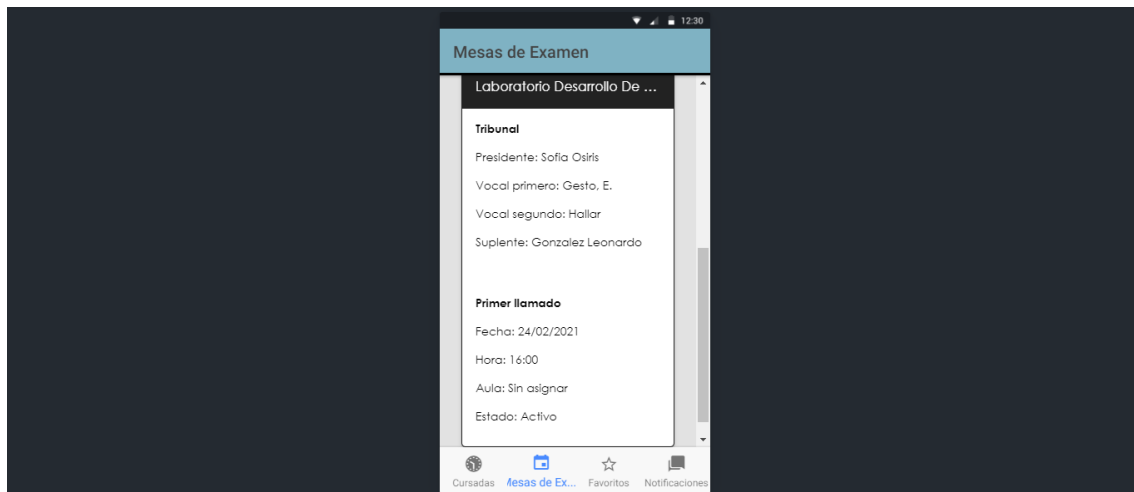 12:30
Mesas de Examen
Laboratorio Desarrollo De ...
Tribunal
Presidente: Sofia Osiris
Vocal primero: Gesto, E.
Vocal segundo: Hallar
Suplente: Gonzalez Leonardo
Primer llamado
Fecha: 24/02/2021
Hora: 16:00
Aula: Sin asignar
Estado: Activo
Cursadas Mesas de Ex... Favoritos Notificaciones